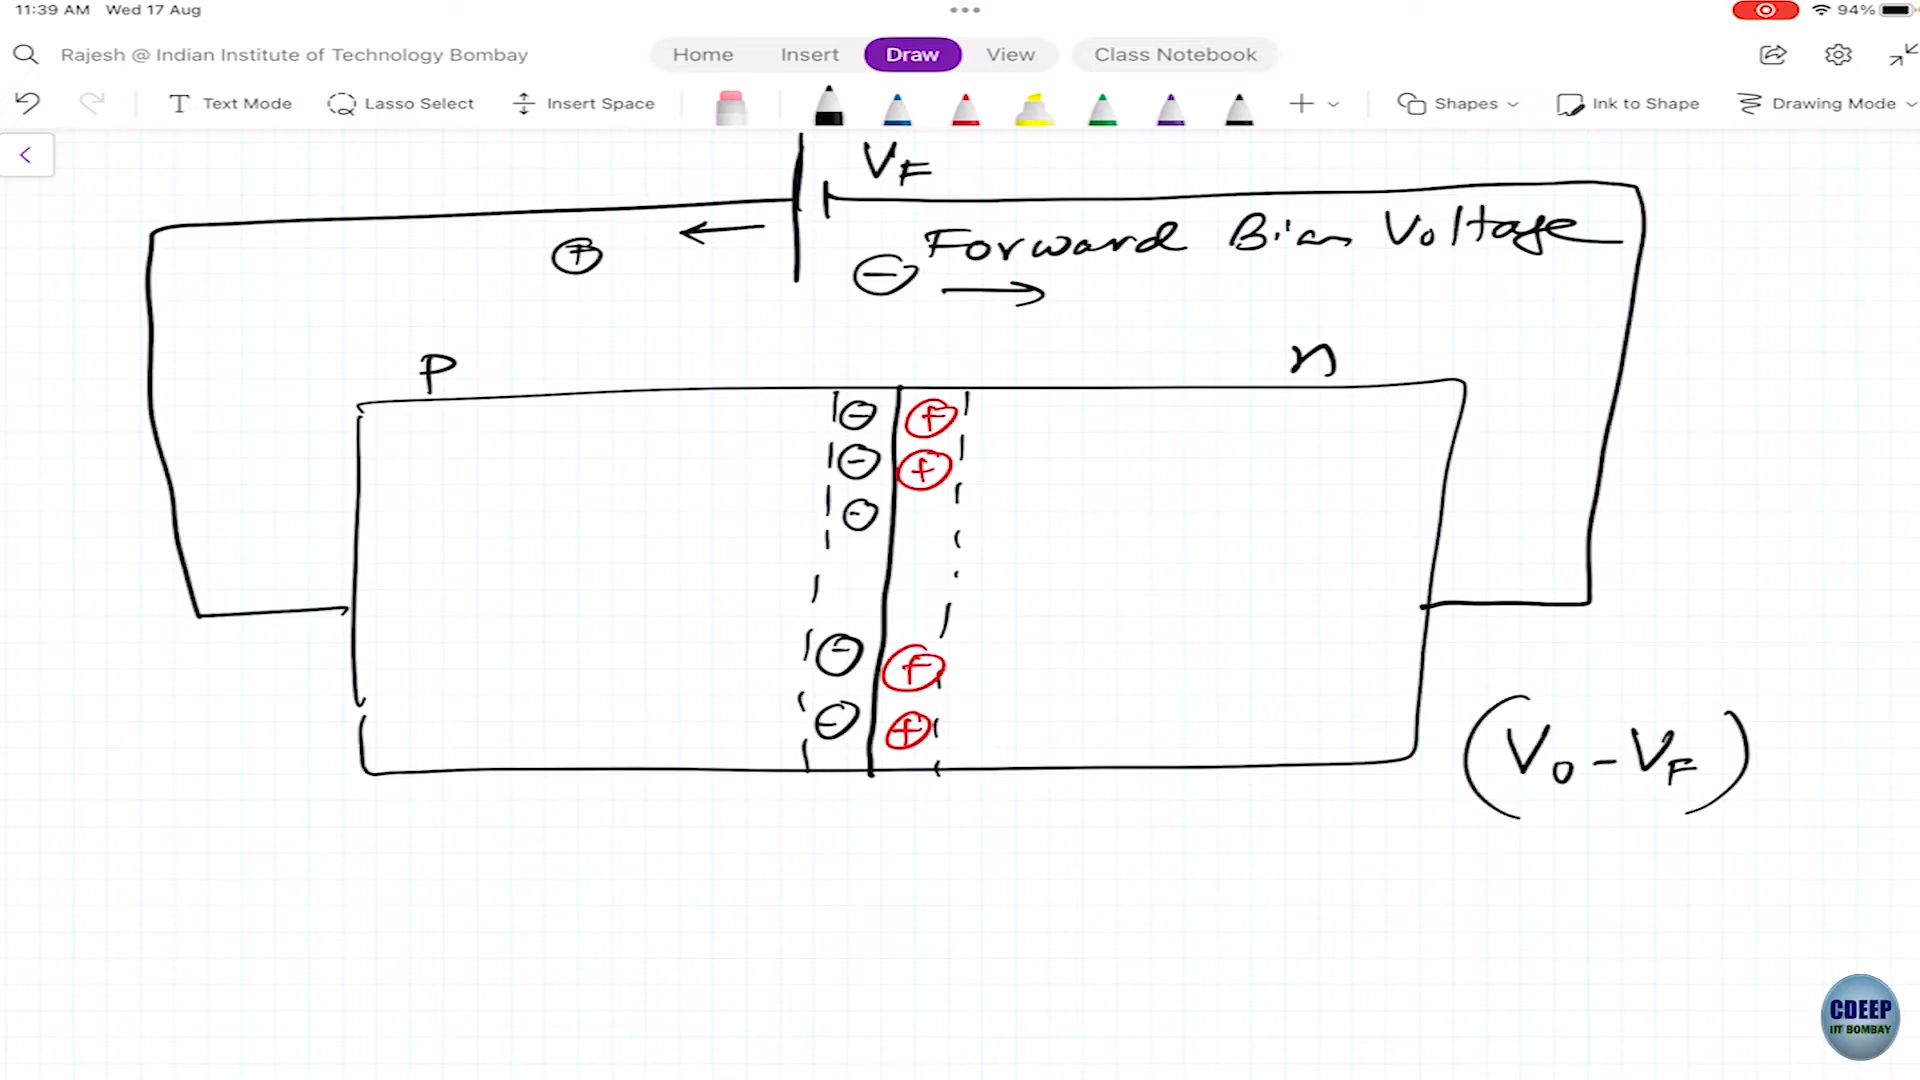 11:39 AM Wed 17 Aug
94%
Rajesh @ Indian Institute of Technology Bombay
Home Insert Draw View Class Notebook
Text Mode Lasso Select Insert Space Shapes Ink to Shape Drawing Mode
VF
+ ← − Forward Bias Voltage
→
P n
− +
− +
−
− +
− +
(V0 − VF)
CDEEP
IIT BOMBAY